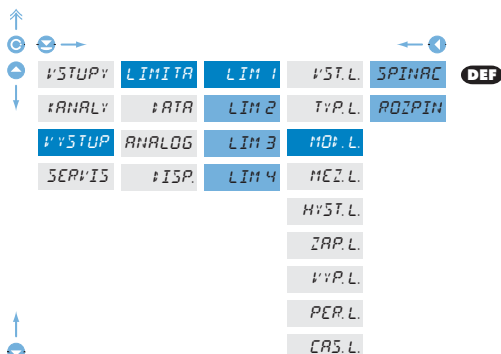 VSTUPY LIMITA LIM 1 VST. L. SPINAC DEF
KANALY DATA LIM 2 TYP. L. ROZPIN
VYSTUP ANALOG LIM 3 MOD. L.
SERVIS DISP. LIM 4 MEZ. L.
HYST. L.
ZAP. L.
VYP. L.
PER. L.
CAS. L.